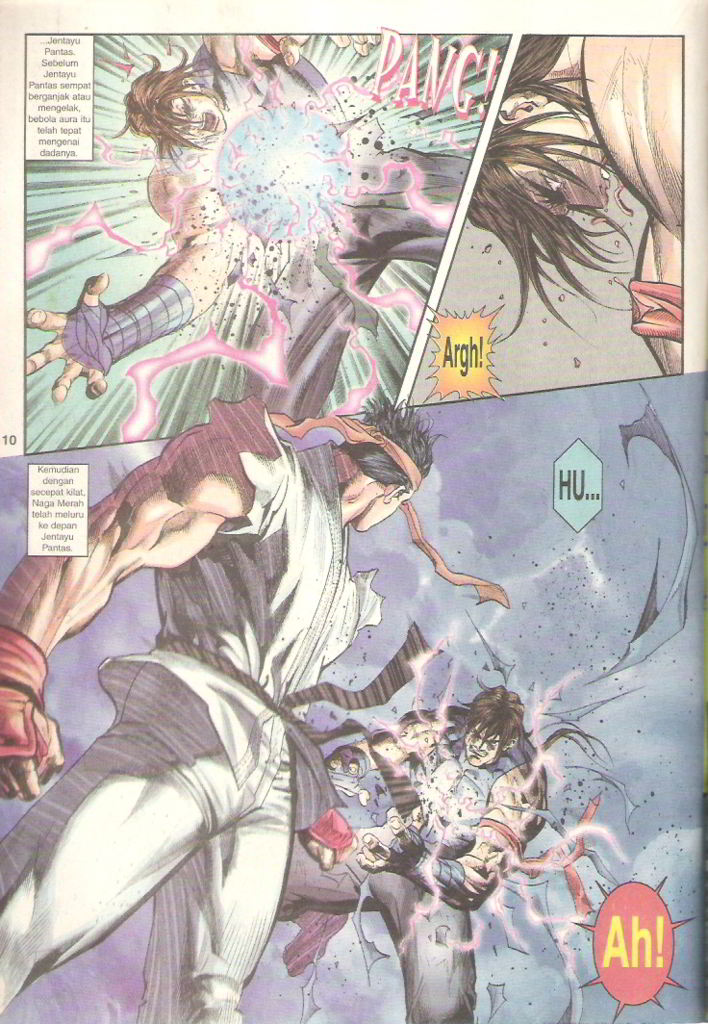 ...Jentayu
Pantas.
Sebelum
Jentayu
Pantas sempat
berganjak atau
mengelak,
bebola aura itu
telah tepat
mengenai
dadanya.
PANG!
Argh!
10
Kemudian
dengan
secepat kilat,
Naga Merah
telah meluru
ke depan
Jentayu
Pantas.
HU...
Ah!